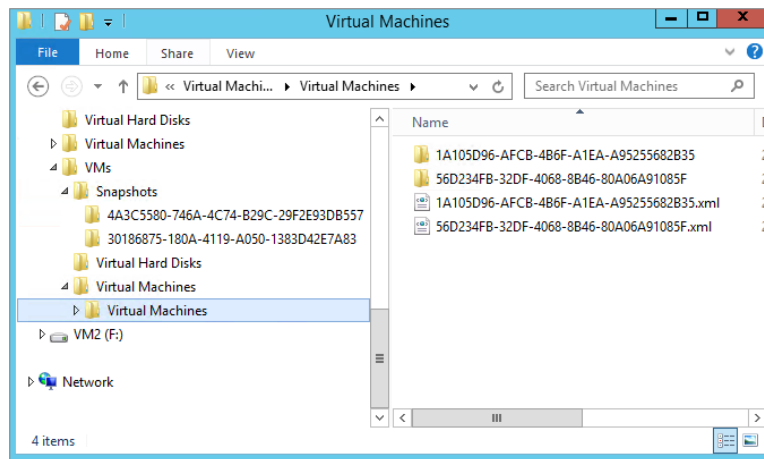 Virtual Machines
File Home Share View
« Virtual Machi... Virtual Machines
Search Virtual Machines
Virtual Hard Disks
Virtual Machines
VMs
Snapshots
4A3C5580-746A-4C74-B29C-29F2E93DB557
30186875-180A-4119-A050-1383D42E7A83
Virtual Hard Disks
Virtual Machines
Virtual Machines
VM2 (F:)
Network
Name
1A105D96-AFCB-4B6F-A1EA-A95255682B35
56D234FB-32DF-4068-8B46-80A06A91085F
1A105D96-AFCB-4B6F-A1EA-A95255682B35.xml
56D234FB-32DF-4068-8B46-80A06A91085F.xml
4 items